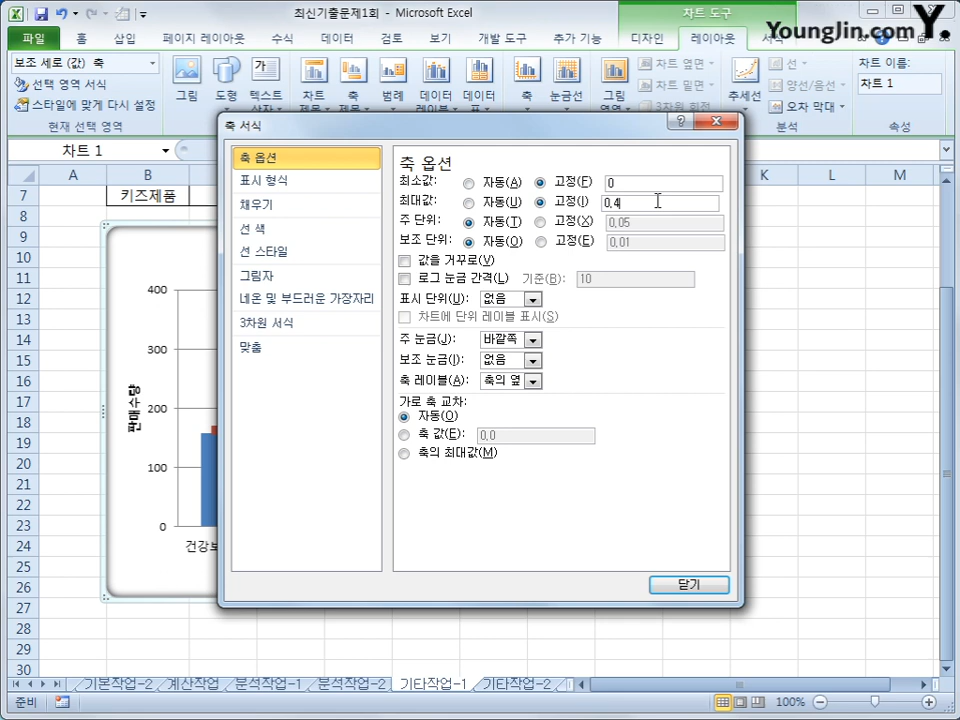 최신기출문제1회 - Microsoft Excel
차트 도구
Younglin.com Y.
파일 홈 삽입 페이지 레이아웃 수식 데이터 검토 보기 개발 도구 추가 기능 디자인 레이아웃 서식
보조 세로 (값) 축
선택 영역 서식
스타일에 맞게 다시 설정
현재 선택 영역
그림 도형 텍스트 상자
차트 제목 축 제목 범례 데이터 레이블 데이터 표
축 눈금선
그림 영역
차트 옆면
차트 밑면
3차원 회전
추세선
선
양선/음선
오차 막대
분석
차트 이름:
차트 1
속성
차트 1
A B K L M
7 키즈제품
8
9
10
11
12
13
14
15
16
17
18
19
20
21
22
23
24
25
26
27
28
29
30
400
300
200
100
0
판매수량
건강보
축 서식
축 옵션
표시 형식
채우기
선 색
선 스타일
그림자
네온 및 부드러운 가장자리
3차원 서식
맞춤
축 옵션
최소값: 자동(A) 고정(F) 0
최대값: 자동(U) 고정(I) 0.4
주 단위: 자동(T) 고정(X) 0.05
보조 단위: 자동(O) 고정(E) 0.01
값을 거꾸로(V)
로그 눈금 간격(L) 기준(B): 10
표시 단위(U): 없음
차트에 단위 레이블 표시(S)
주 눈금(J): 바깥쪽
보조 눈금(I): 없음
축 레이블(A): 축의 옆
가로 축 교차:
자동(O)
축 값(E): 0.0
축의 최대값(M)
닫기
기본작업-2 계산작업 분석작업-1 분석작업-2 기타작업-1 기타작업-2
준비 100%